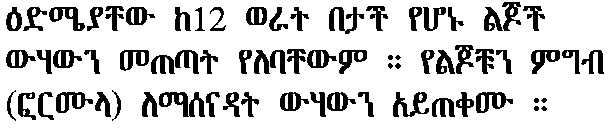 ዕድሜያቸው ከ12 ወራት በታች የሆኑ ልጆች
ውሃውን መጠጣት የለባቸውም ። የልጆቹን ምግብ
(ፎርሙላ) ለማሰናዳት ውሃውን አይጠቀሙ ።